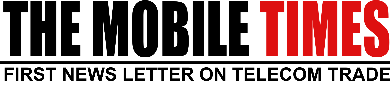 THE MOBILE TIMES
FIRST NEWS LETTER ON TELECOM TRADE